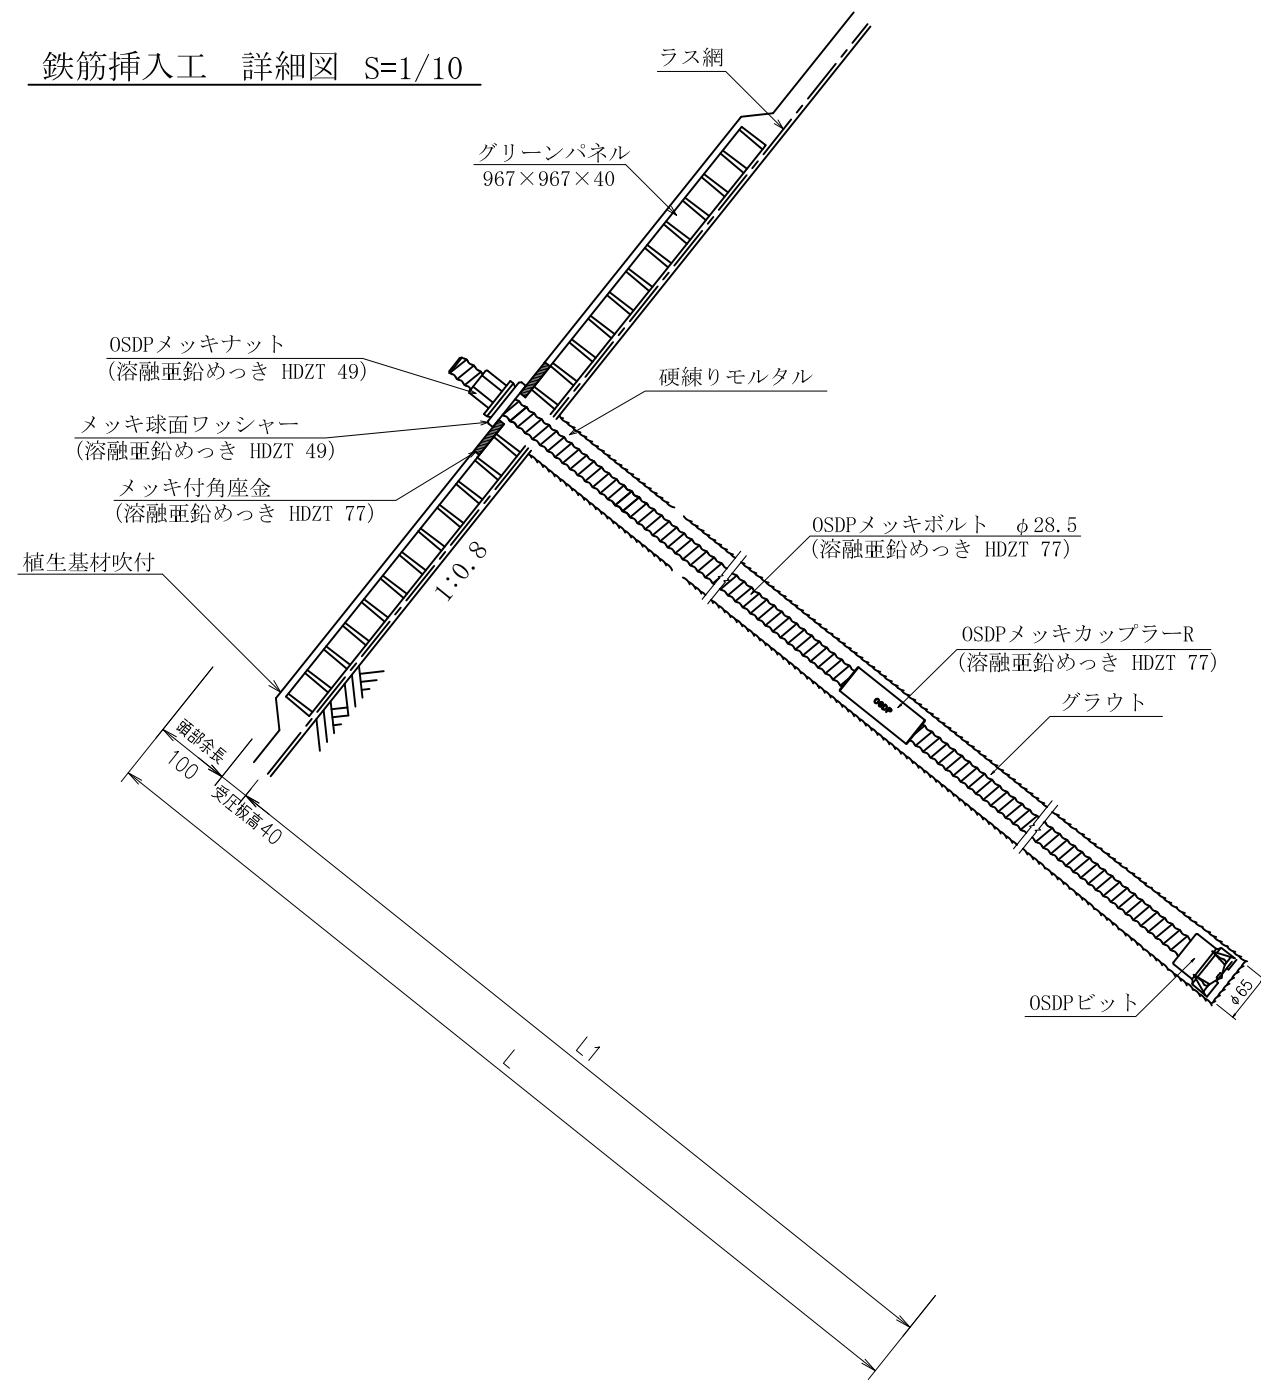 鉄筋挿入工　詳細図 S=1/10
ラス網
グリーンパネル
967×967×40
OSDPメッキナット
(溶融亜鉛めっき HDZT 49)
硬練りモルタル
メッキ球面ワッシャー
(溶融亜鉛めっき HDZT 49)
メッキ付角座金
(溶融亜鉛めっき HDZT 77)
OSDPメッキボルト　φ28.5
(溶融亜鉛めっき HDZT 77)
植生基材吹付
1:0.8
OSDPメッキカップラーR
(溶融亜鉛めっき HDZT 77)
OSDP
グラウト
頭部余長
100
受圧板高40
OSDPビット
φ65
L1
L